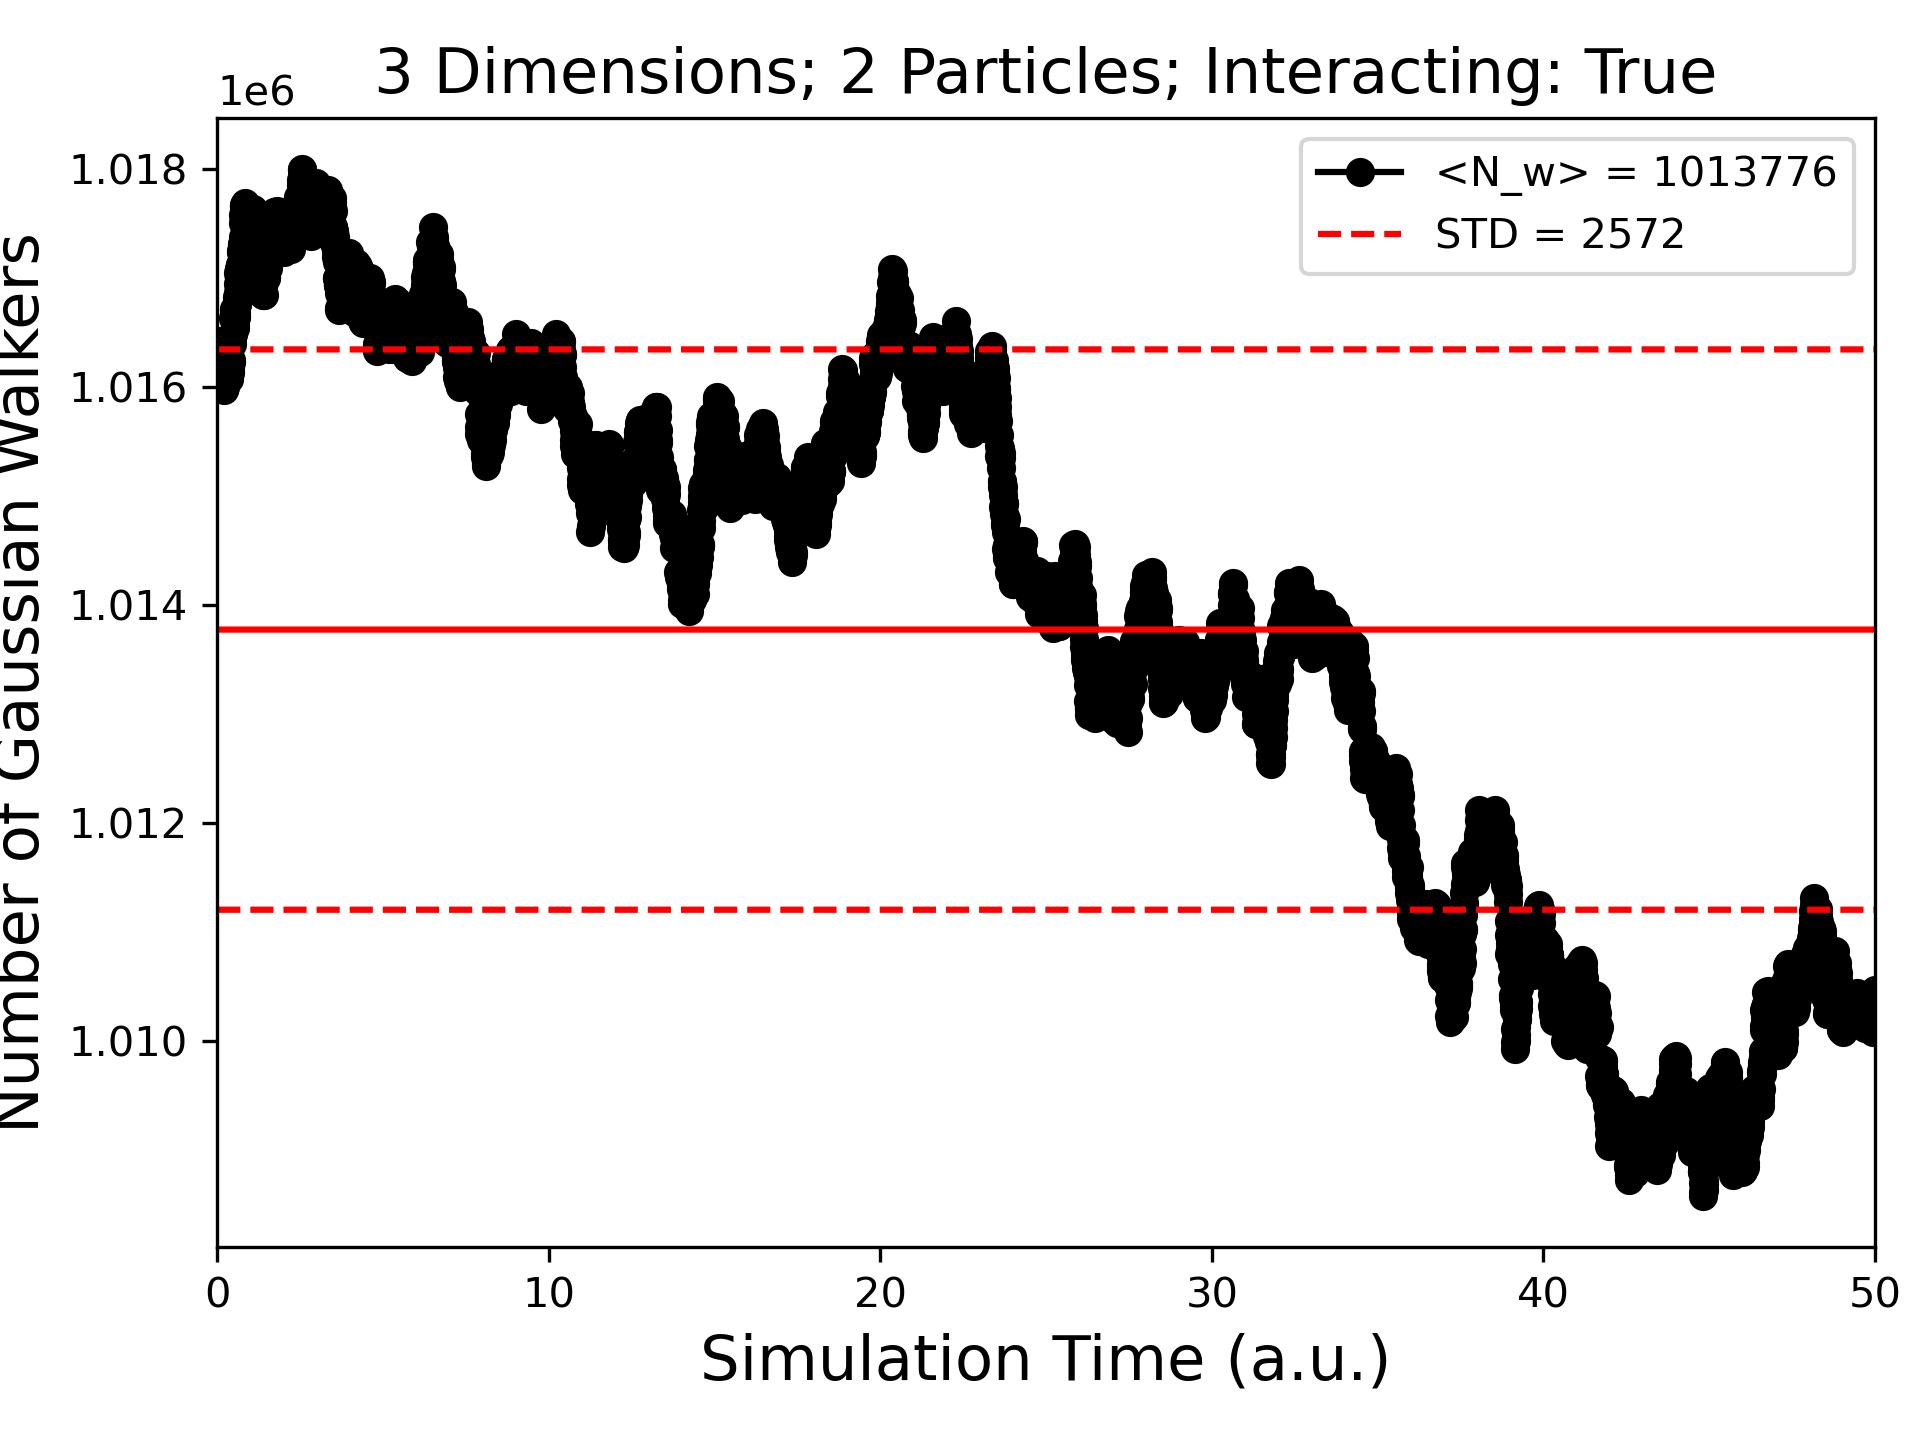 3 Dimensions; 2 Particles; Interacting: True
1e6
<N_w> = 1013776
STD = 2572
1.018
1.016
1.014
1.012
1.010
Number of Gaussian Walkers
0 10 20 30 40 50
Simulation Time (a.u.)